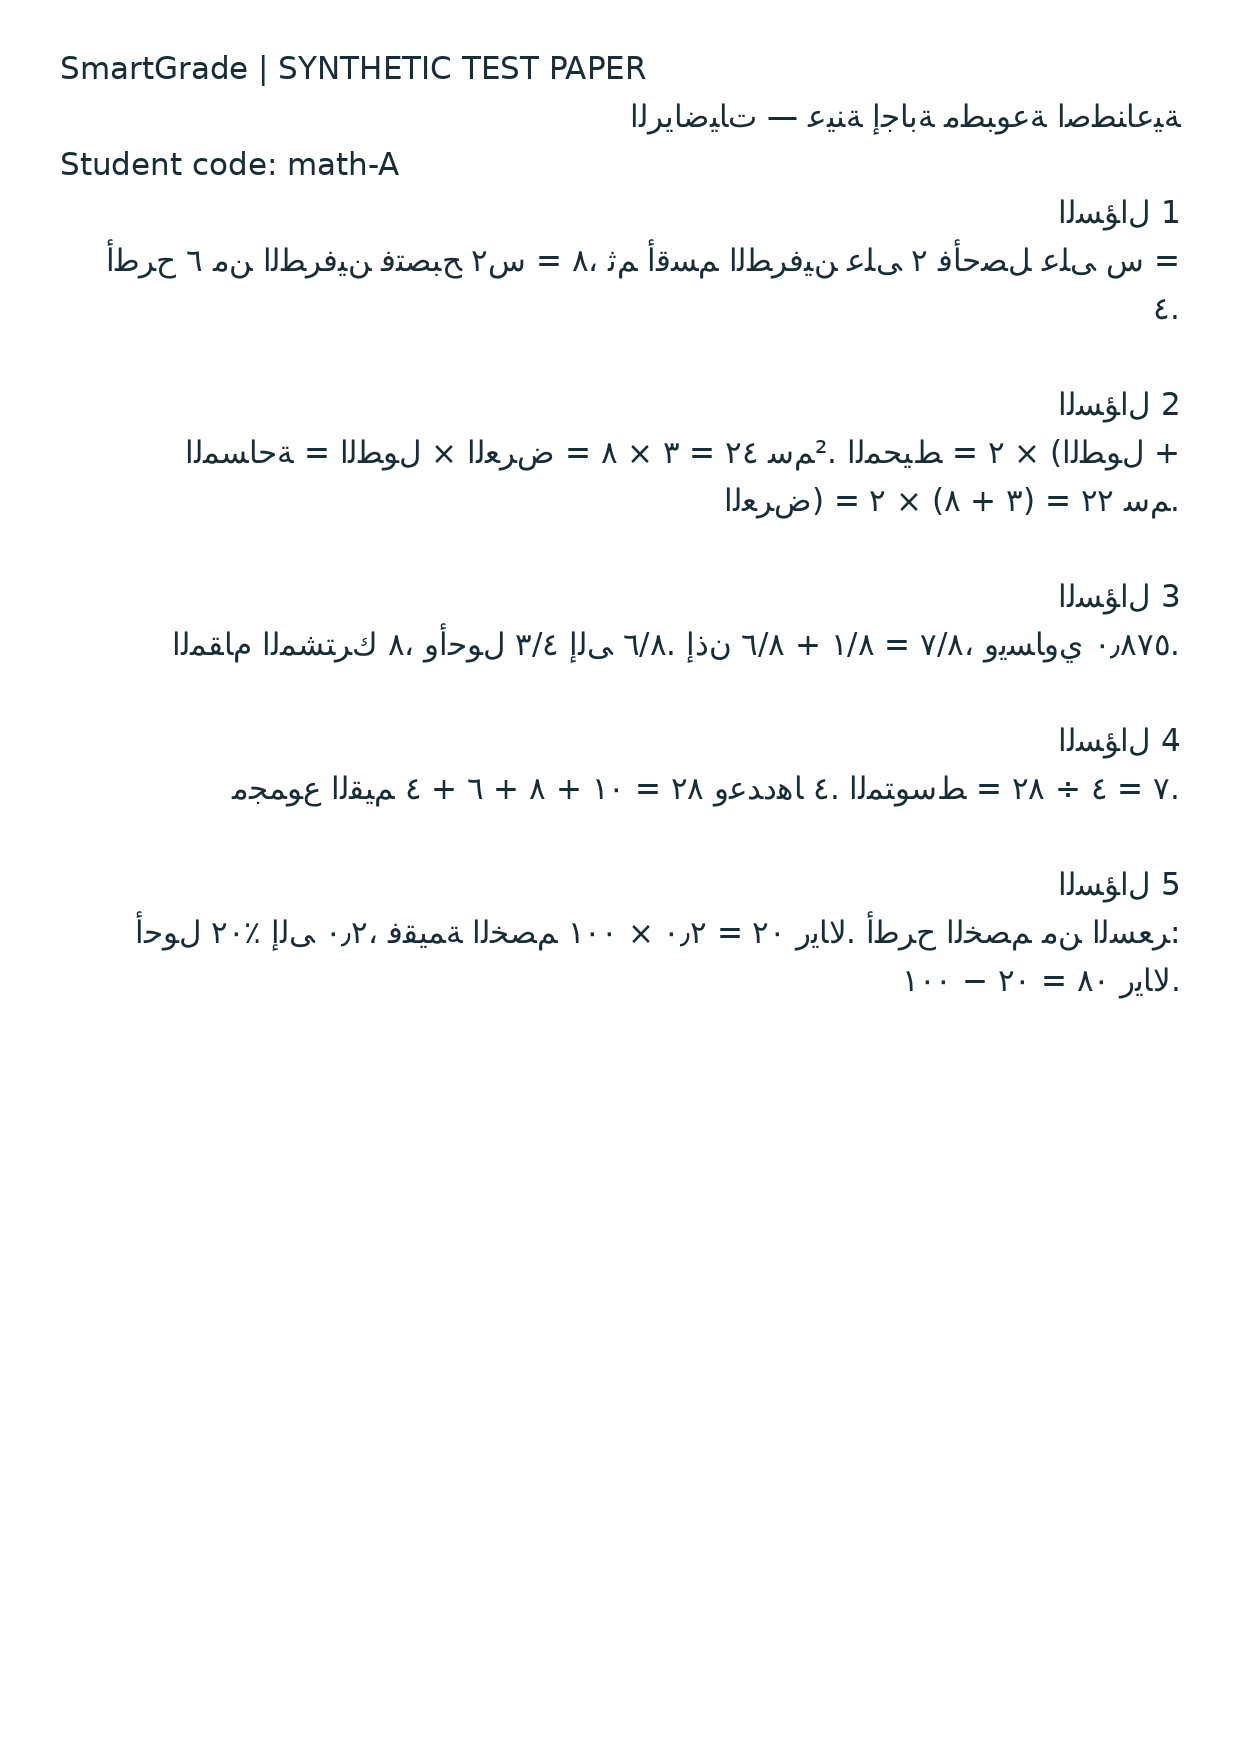 SmartGrade | SYNTHETIC TEST PAPER
الرياضيات — عينة إجابة مطبوعة اصطناعية
Student code: math-A
السؤال 1
أطرح ٦ من الطرفين فتصبح ٢س = ٨، ثم أقسم الطرفين على ٢ فأحصل على س =
٤.
السؤال 2
المساحة = الطول × العرض = ٨ × ٣ = ٢٤ سم². المحيط = ٢ × (الطول +
العرض) = ٢ × (٨ + ٣) = ٢٢ سم.
السؤال 3
المقام المشترك ٨، وأحول ٣/٤ إلى ٦/٨. إذن ٦/٨ + ١/٨ = ٧/٨، ويساوي ٠٫٨٧٥.
السؤال 4
مجموع القيم ٤ + ٦ + ٨ + ١٠ = ٢٨ وعددها ٤. المتوسط = ٢٨ ÷ ٤ = ٧.
السؤال 5
أحول ٢٠٪ إلى ٠٫٢، فقيمة الخصم ١٠٠ × ٠٫٢ = ٢٠ ريالا. أطرح الخصم من السعر:
١٠٠ − ٢٠ = ٨٠ ريالا.